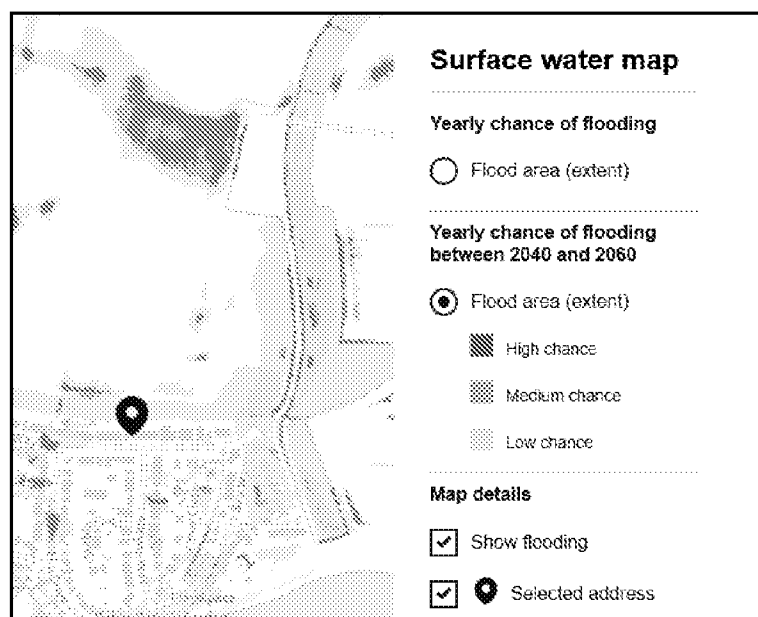 Surface water map
Yearly chance of flooding
Flood area (extent)
Yearly chance of flooding
between 2040 and 2060
Flood area (extent)
High chance
Medium chance
Low chance
Map details
Show flooding
Selected address